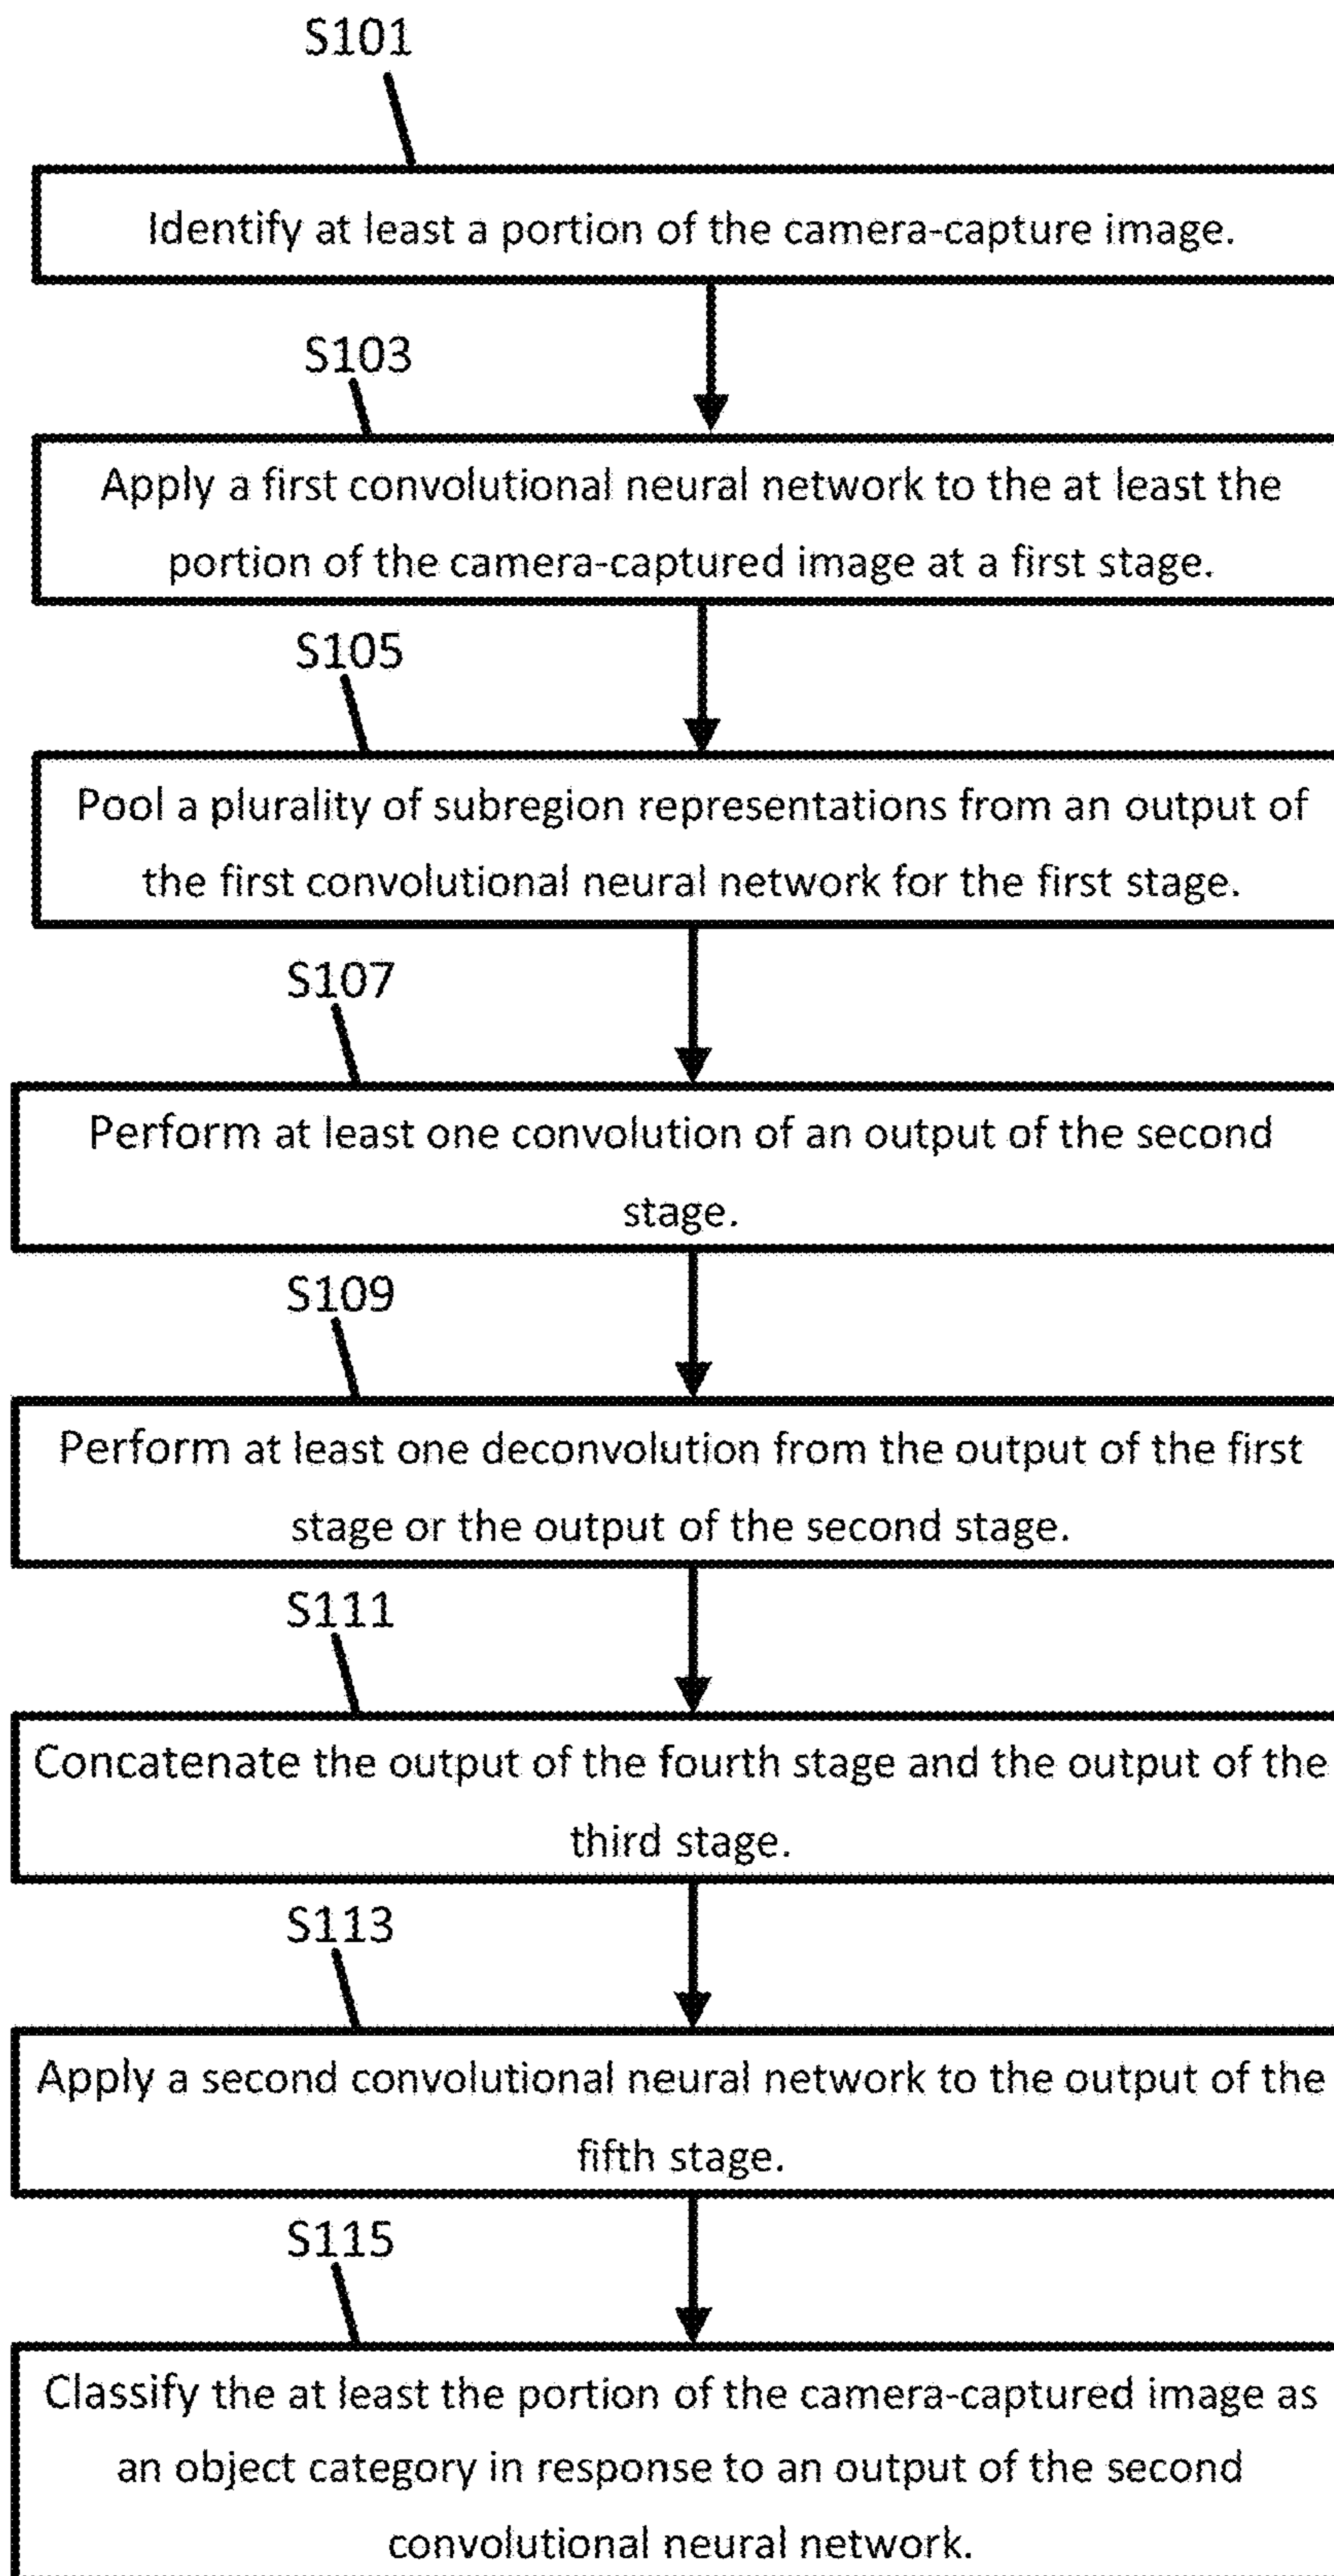 S101
Identify at least a portion of the camera-capture image.
S103
Apply a first convolutional neural network to the at least the
portion of the camera-captured image at a first stage.
S105
Pool a plurality of subregion representations from an output of
the first convolutional neural network for the first stage.
S107
Perform at least one convolution of an output of the second
stage.
S109
Perform at least one deconvolution from the output of the first
stage or the output of the second stage.
S111
Concatenate the output of the fourth stage and the output of the
third stage.
S113
Apply a second convolutional neural network to the output of the
fifth stage.
S115
Classify the at least the portion of the camera-captured image as
an object category in response to an output of the second
convolutional neural network.